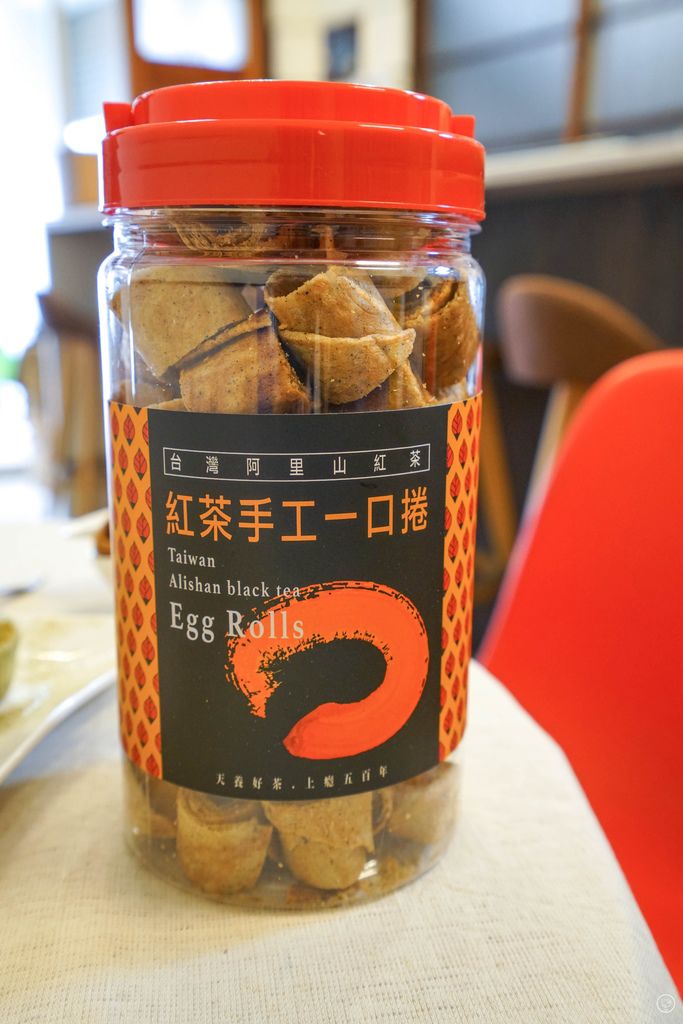 台灣阿里山紅茶
紅茶手工一口捲
Taiwan
Alishan black tea
Egg Rolls
天養好茶.上癮五百年